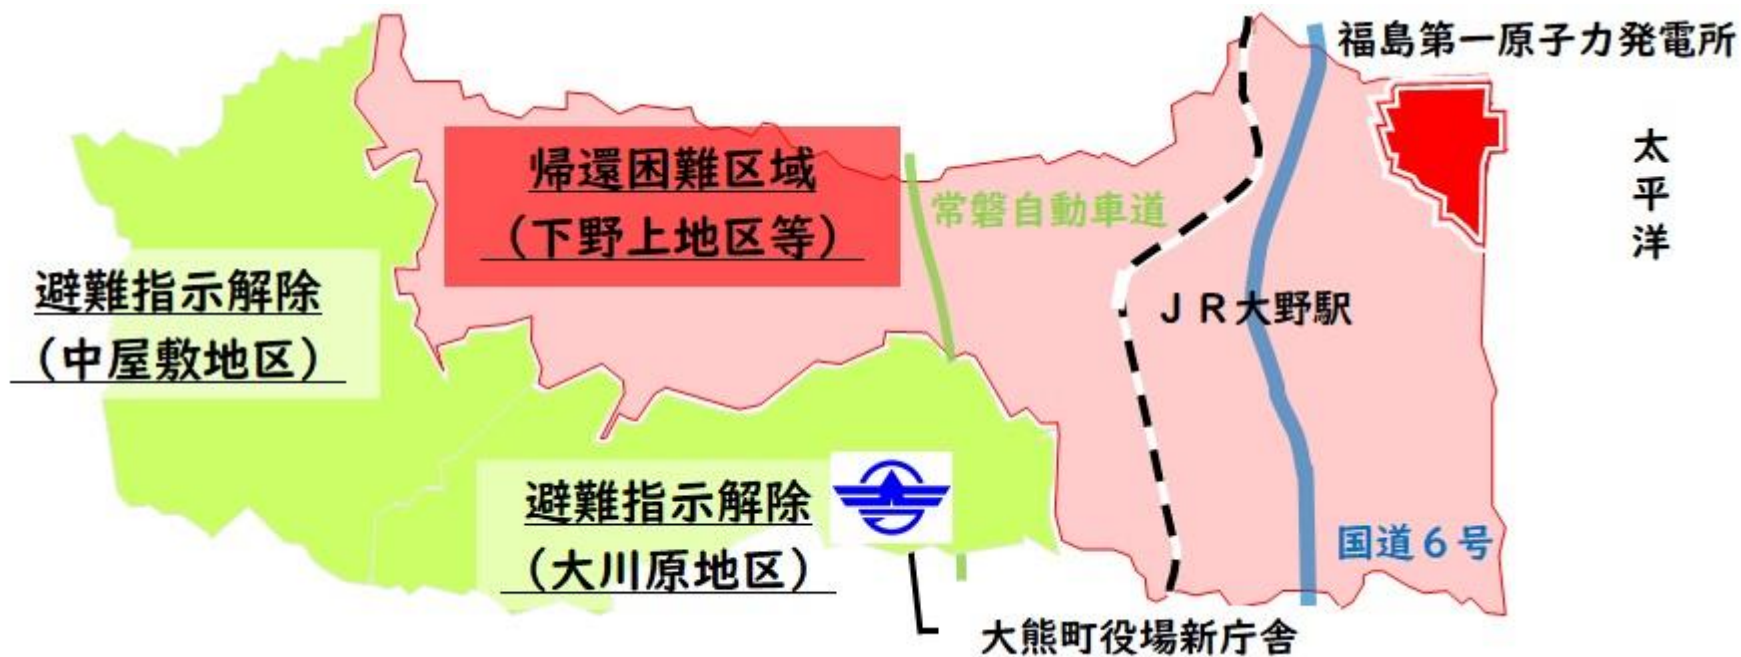 福島第一原子力発電所
太平洋
帰還困難区域
（下野上地区等）
常磐自動車道
避難指示解除
（中屋敷地区）
ＪＲ大野駅
避難指示解除
（大川原地区）
国道６号
大熊町役場新庁舎